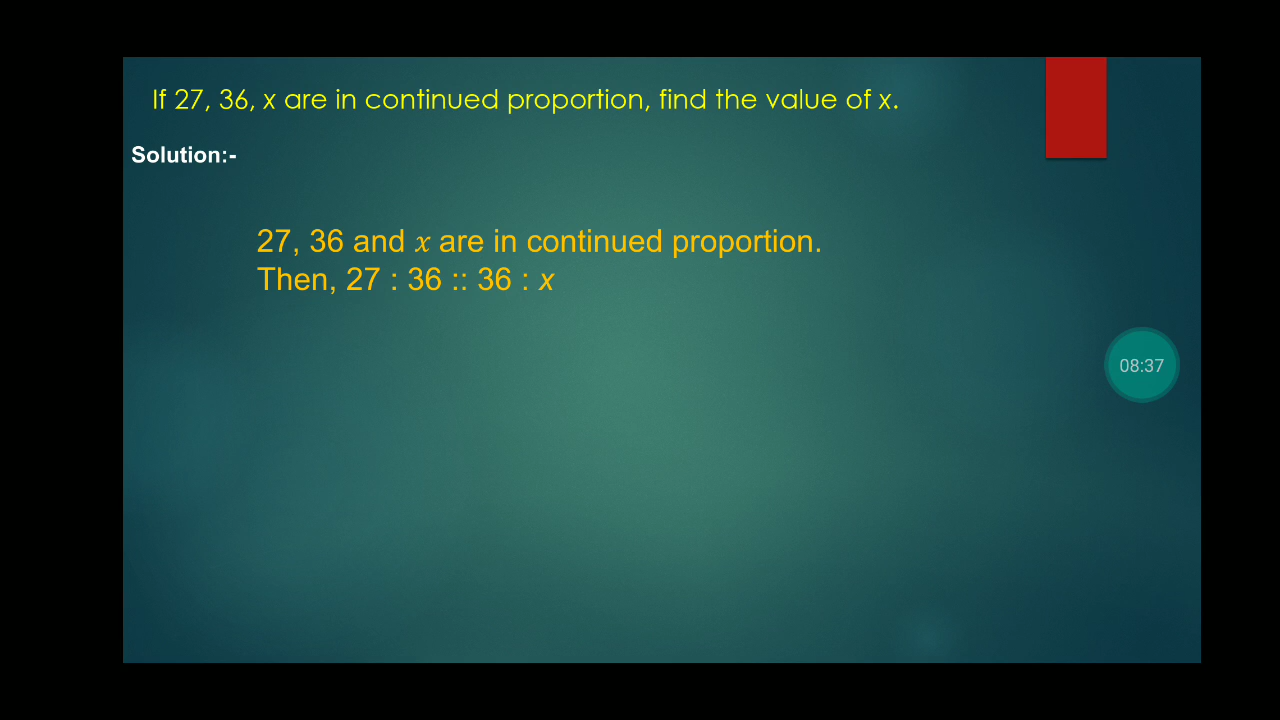 If 27, 36, x are in continued proportion, find the value of x.
Solution:-
27, 36 and x are in continued proportion.
Then, 27 : 36 :: 36 : x
08:37